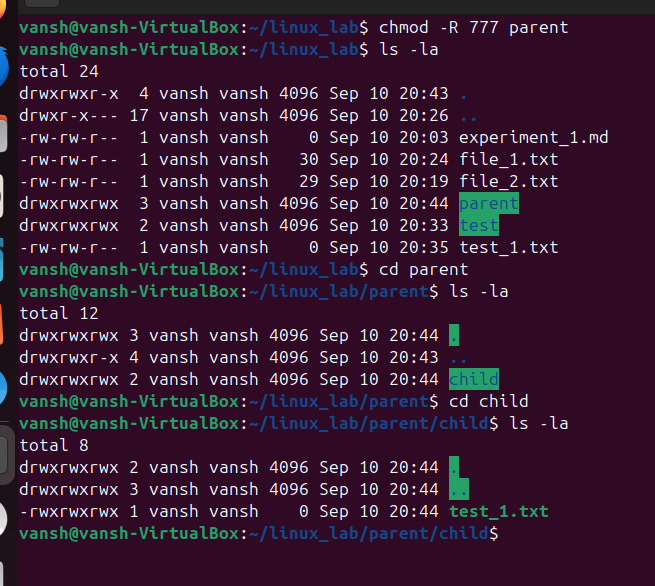 vansh@vansh-VirtualBox:~/linux_lab$ chmod -R 777 parent
vansh@vansh-VirtualBox:~/linux_lab$ ls -la
total 24
drwxrwxr-x  4 vansh vansh 4096 Sep 10 20:43 .
drwxr-x--- 17 vansh vansh 4096 Sep 10 20:26 ..
-rw-rw-r--  1 vansh vansh    0 Sep 10 20:03 experiment_1.md
-rw-rw-r--  1 vansh vansh   30 Sep 10 20:24 file_1.txt
-rw-rw-r--  1 vansh vansh   29 Sep 10 20:19 file_2.txt
drwxrwxrwx  3 vansh vansh 4096 Sep 10 20:44 parent
drwxrwxrwx  2 vansh vansh 4096 Sep 10 20:33 test
-rw-rw-r--  1 vansh vansh    0 Sep 10 20:35 test_1.txt
vansh@vansh-VirtualBox:~/linux_lab$ cd parent
vansh@vansh-VirtualBox:~/linux_lab/parent$ ls -la
total 12
drwxrwxrwx 3 vansh vansh 4096 Sep 10 20:44 .
drwxrwxr-x 4 vansh vansh 4096 Sep 10 20:43 ..
drwxrwxrwx 2 vansh vansh 4096 Sep 10 20:44 child
vansh@vansh-VirtualBox:~/linux_lab/parent$ cd child
vansh@vansh-VirtualBox:~/linux_lab/parent/child$ ls -la
total 8
drwxrwxrwx 2 vansh vansh 4096 Sep 10 20:44 .
drwxrwxrwx 3 vansh vansh 4096 Sep 10 20:44 ..
-rwxrwxrwx 1 vansh vansh    0 Sep 10 20:44 test_1.txt
vansh@vansh-VirtualBox:~/linux_lab/parent/child$